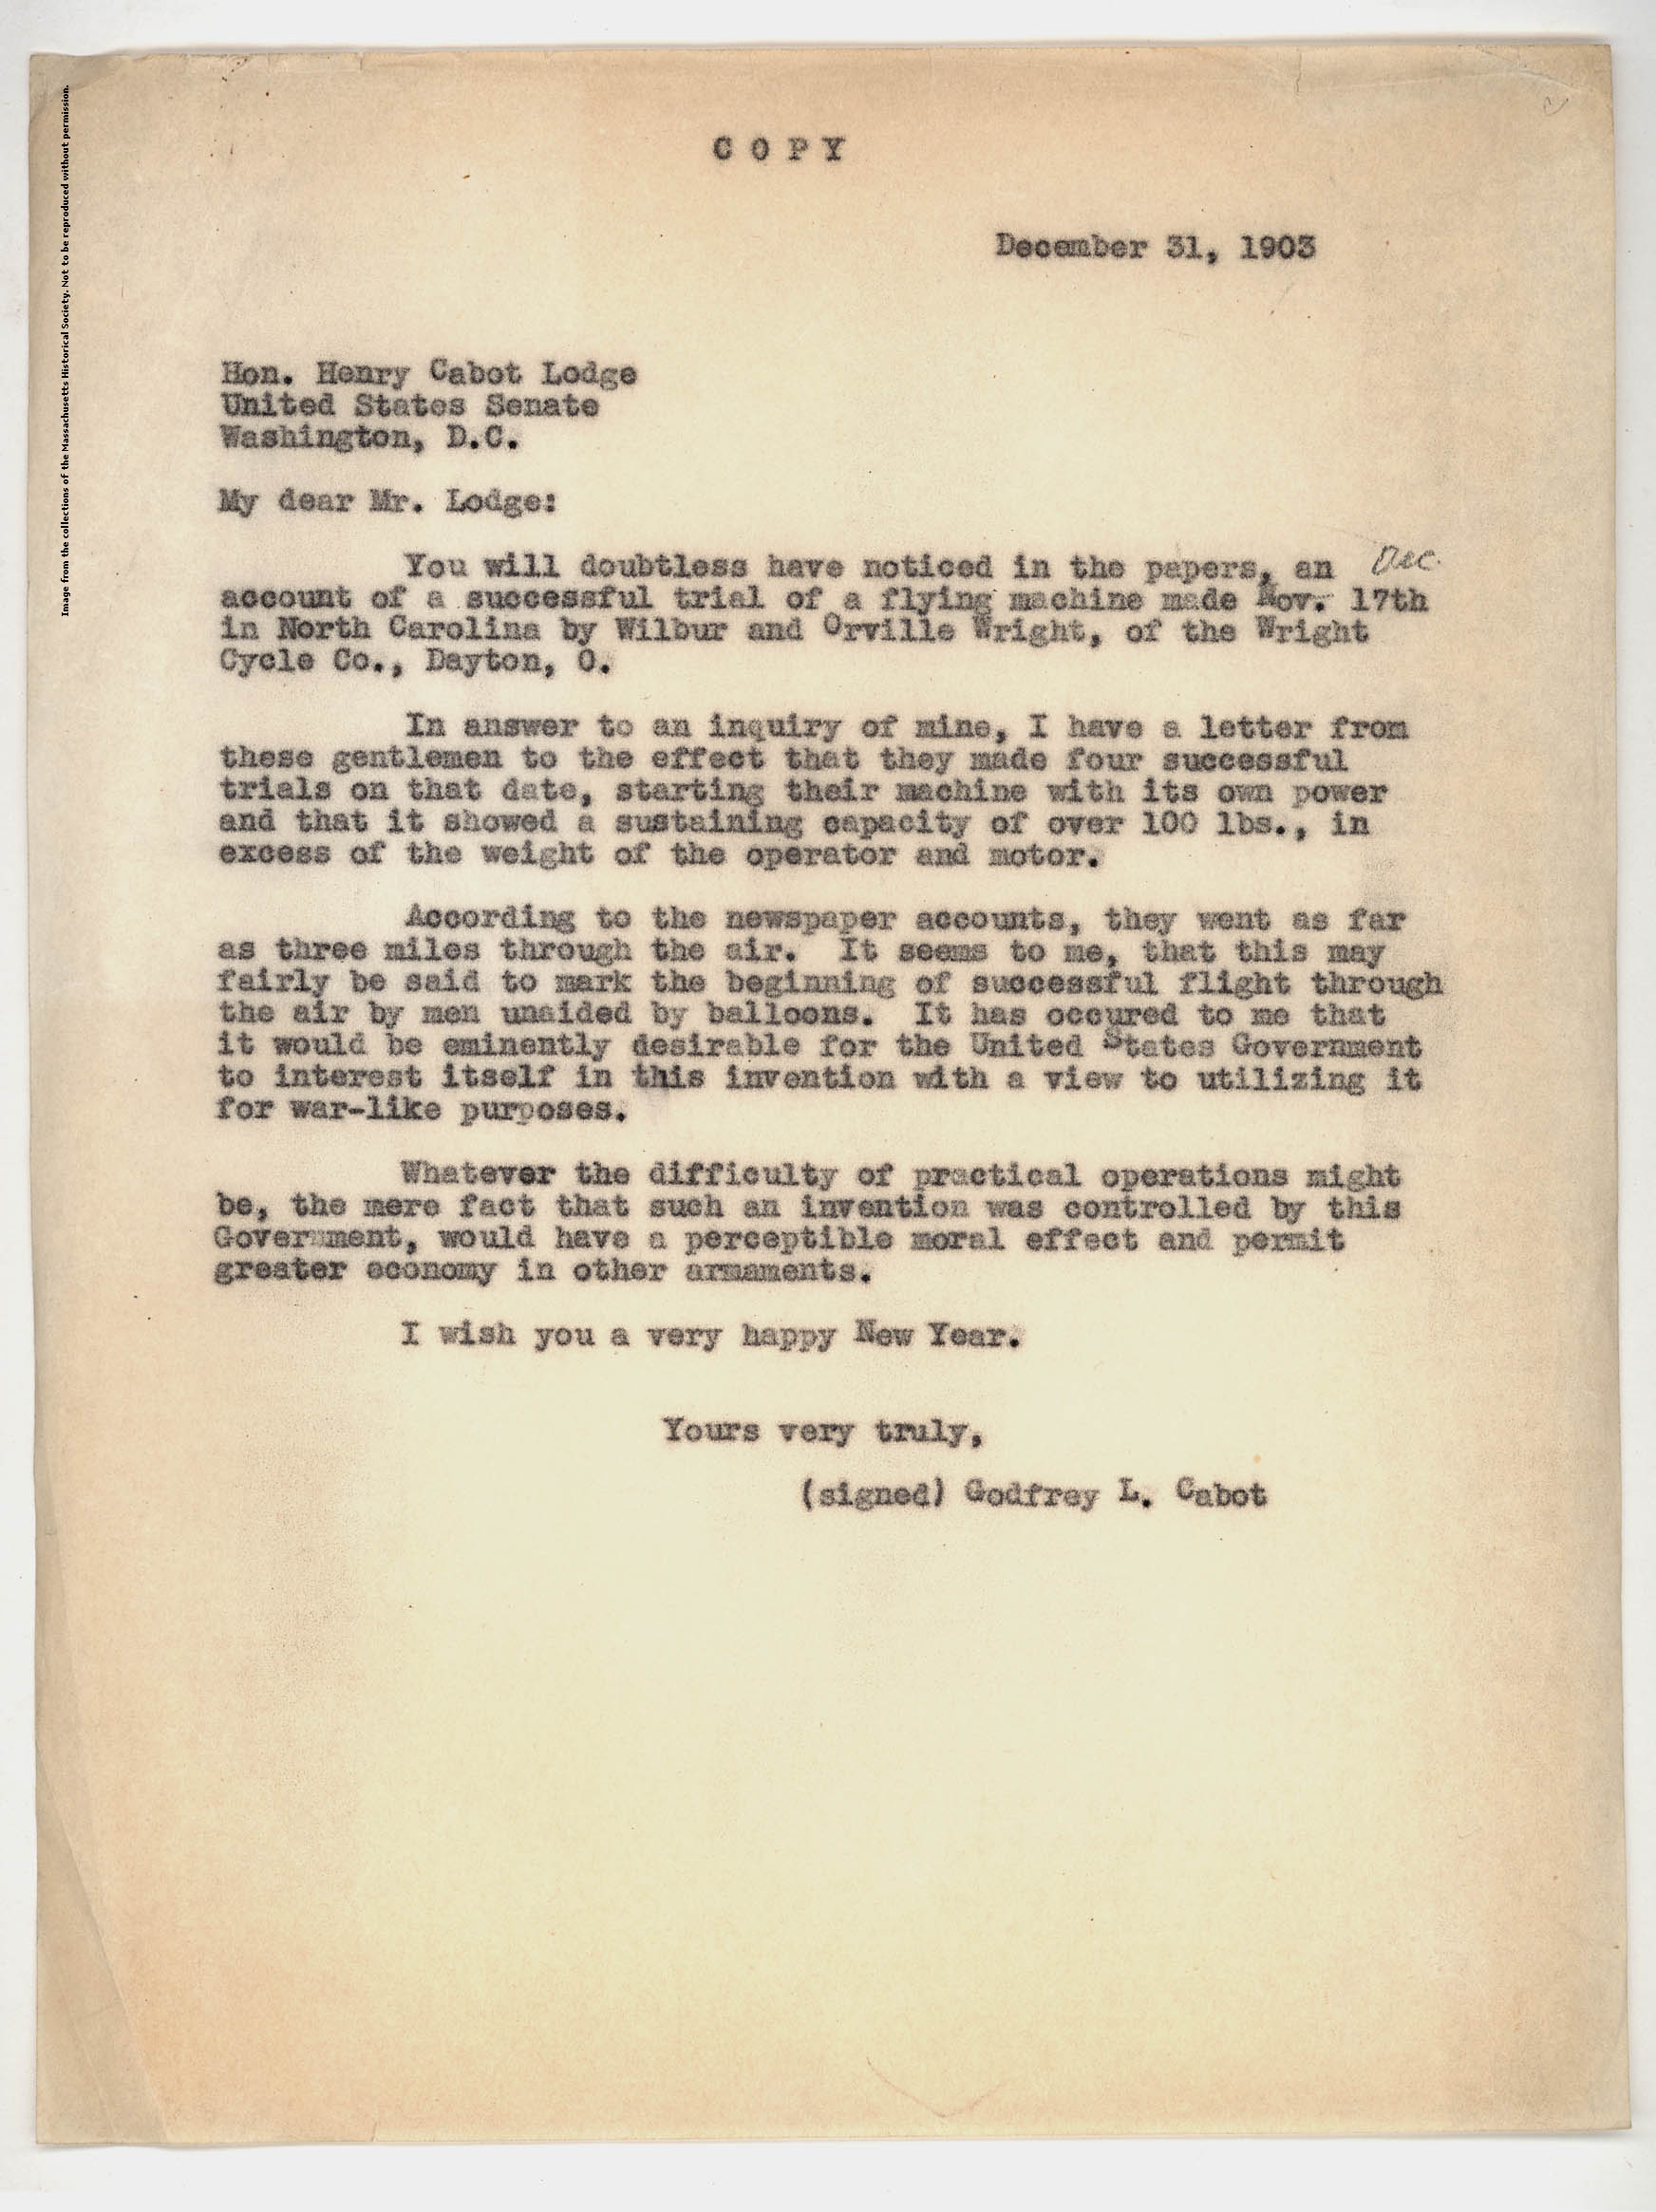 COPY
December 31, 1903
Hon. Henry Cabot Lodge
United States Senate
Washington, D.C.
My dear Mr. Lodge:
You will doubtless have noticed in the papers, an Dec.
account of a successful trial of a flying machine made Nov. 17th
in North Carolina by Wilbur and Orville Wright, of the Wright
Cycle Co., Dayton, O.
In answer to an inquiry of mine, I have a letter from
these gentlemen to the effect that they made four successful
trials on that date, starting their machine with its own power
and that it showed a sustaining capacity of over 100 lbs., in
excess of the weight of the operator and motor.
According to the newspaper accounts, they went as far
as three miles through the air. It seems to me, that this may
fairly be said to mark the beginning of successful flight through
the air by men unaided by balloons. It has occured to me that
it would be eminently desirable for the United States Government
to interest itself in this invention with a view to utilizing it
for war-like purposes.
Whatever the difficulty of practical operations might
be, the mere fact that such an invention was controlled by this
Government, would have a perceptible moral effect and permit
greater economy in other armaments.
I wish you a very happy New Year.
Yours very truly,
(signed) Godfrey L. Cabot
Image from the collections of the Massachusetts Historical Society. Not to be reproduced without permission.